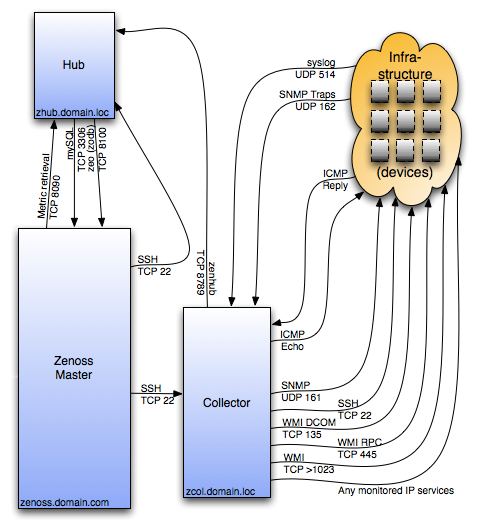 Hub
zhub.domain.loc
syslog
UDP 514
SNMP Traps
UDP 162
Infra-
structure
(devices)
Metric retrieval
TCP 8090
mySQL
TCP 3306
zeo (zodb)
TCP 8100
ICMP
Reply
SSH
TCP 22
zenhub
TCP 8789
ICMP
Echo
Zenoss
Master
zenoss.domain.com
SSH
TCP 22
Collector
zcol.domain.loc
SNMP
UDP 161
SSH
TCP 22
WMI DCOM
TCP 135
WMI RPC
TCP 445
WMI
TCP >1023
Any monitored IP services